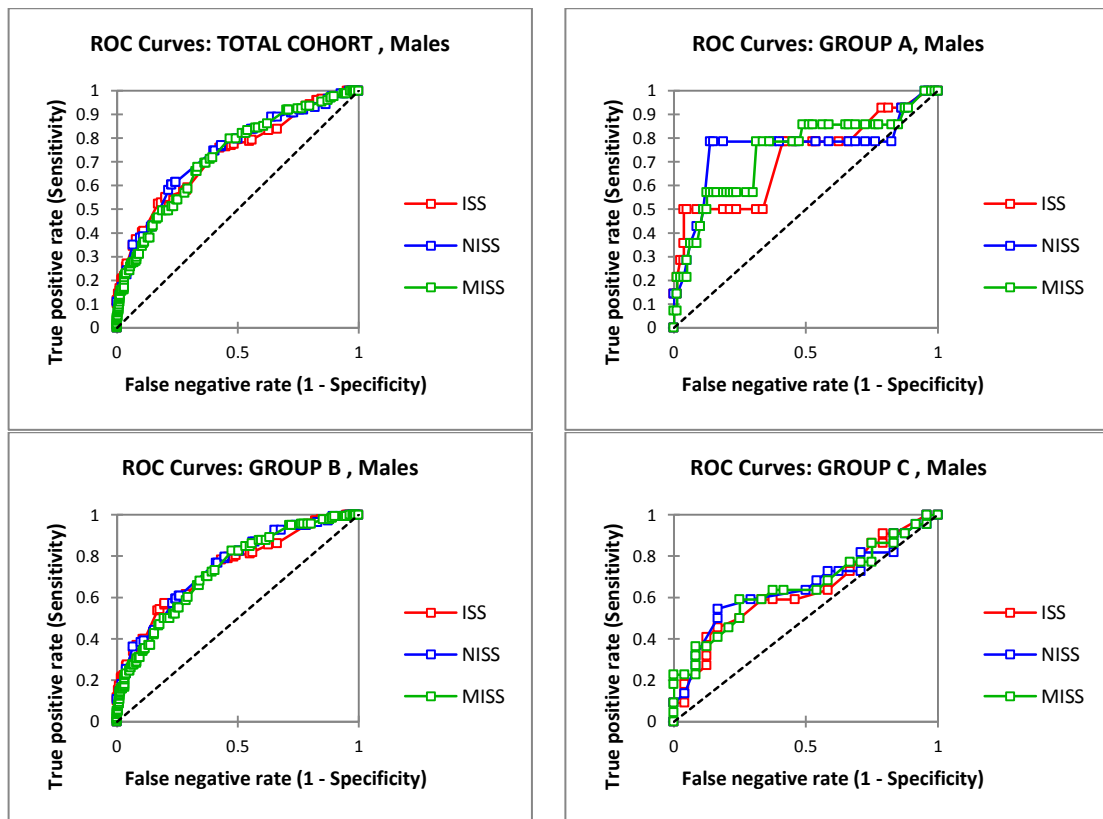 ROC Curves: TOTAL COHORT , Males
True positive rate (Sensitivity)
1
0.9
0.8
0.7
0.6
0.5
0.4
0.3
0.2
0.1
0
0 0.5 1
False negative rate (1 - Specificity)
ISS
NISS
MISS
ROC Curves: GROUP A, Males
True positive rate (Sensitivity)
1
0.9
0.8
0.7
0.6
0.5
0.4
0.3
0.2
0.1
0
0 0.5 1
False negative rate (1 - Specificity)
ISS
NISS
MISS
ROC Curves: GROUP B , Males
True positive rate (Sensitivity)
1
0.8
0.6
0.4
0.2
0
0 0.5 1
False negative rate (1 - Specificity)
ISS
NISS
MISS
ROC Curves: GROUP C , Males
True positive rate (Sensitivity)
1
0.8
0.6
0.4
0.2
0
0 0.5 1
False negative rate (1 - Specificity)
ISS
NISS
MISS